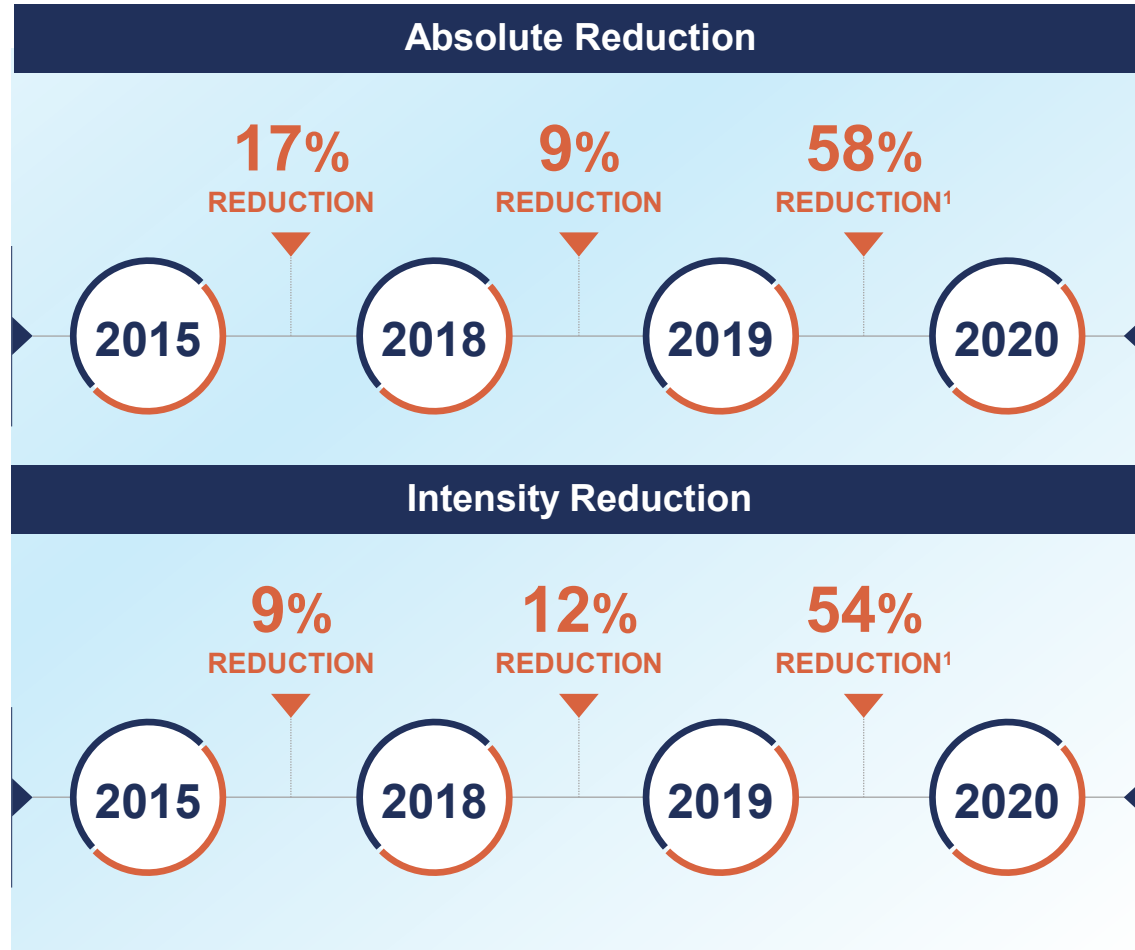 Absolute Reduction
17% 9% 58%
REDUCTION REDUCTION REDUCTION¹
2015 2018 2019 2020
Intensity Reduction
9% 12% 54%
REDUCTION REDUCTION REDUCTION¹
2015 2018 2019 2020